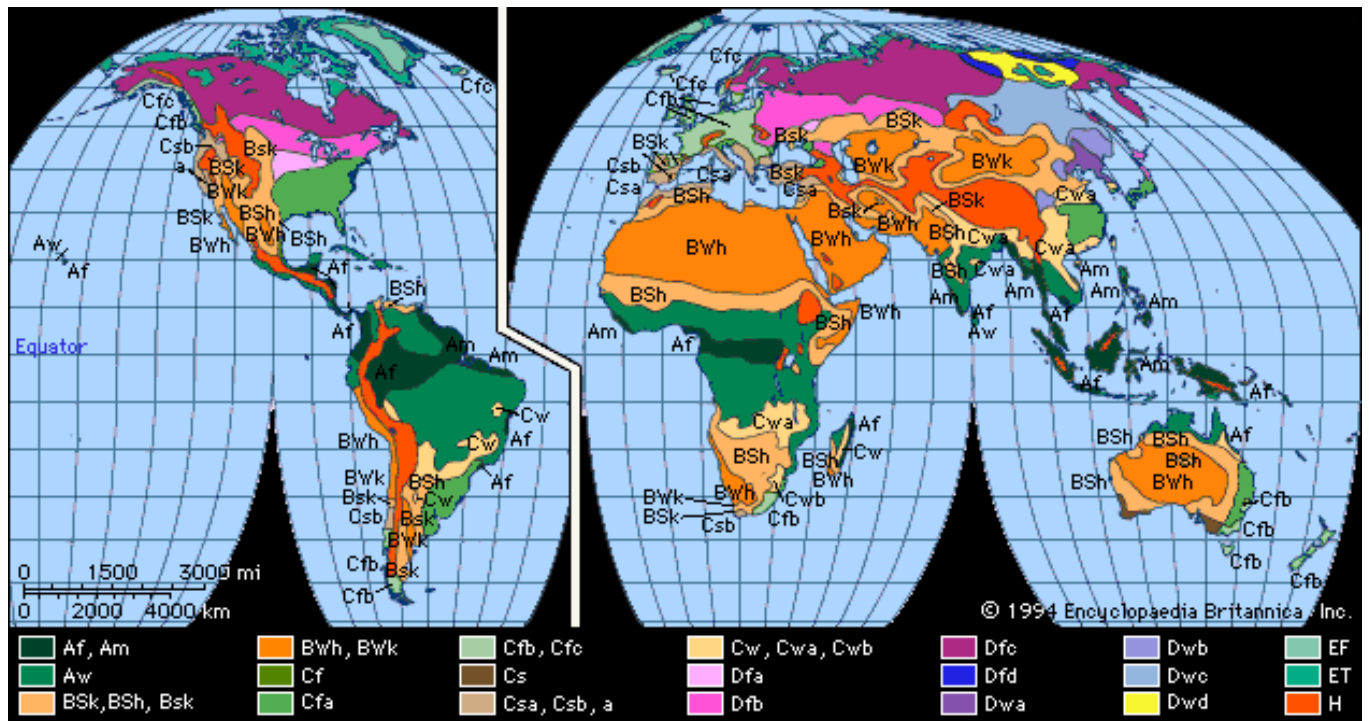 Cfc
Cfc
Cfb
Csb
a
BSk
Bsk
BWk
BSk
BWh
BSh
BWh
BSh
Aw
Af
Af
BSh
Af
Am
Am
Af
Equator
BWh
Cw
Cw
Af
BWk
BSh
Af
Bsk
Cw
Csb
Bsk
BWk
Cfb
Bsk
Cfb
0 1500 3000 mi
0 2000 4000 km
Cfc
Cfb
BSk
Csb
Csa
Csa
BSh
Bsk
Bsk
Csa
BSk
BWk
BWk
BSk
Bsk
BWk
Cwa
BWh
BWh
BSh
Cwa
Cwa
BSh
Cwa
Am
BSh
BWh
Am
Af
Aw
Am
Am
Am
Af
Am
Af
BSh
Am
Af
Af
Cwa
Af
BSh
BSh
Cw
BWh
BWh
BWk
Cwb
BSk
Csb
Cfb
BSh
BSh
Af
BSh
BSh
BWh
Cfb
Cfb
Cfb
Cfb
© 1994 Encyclopaedia Britannica, Inc.
Af, Am
BWh, BWk
Cfb, Cfc
Cw, Cwa, Cwb
Dfc
Dwb
EF
Aw
Cf
Cs
Dfa
Dfd
Dwc
ET
BSk,BSh, Bsk
Cfa
Csa, Csb, a
Dfb
Dwa
Dwd
H